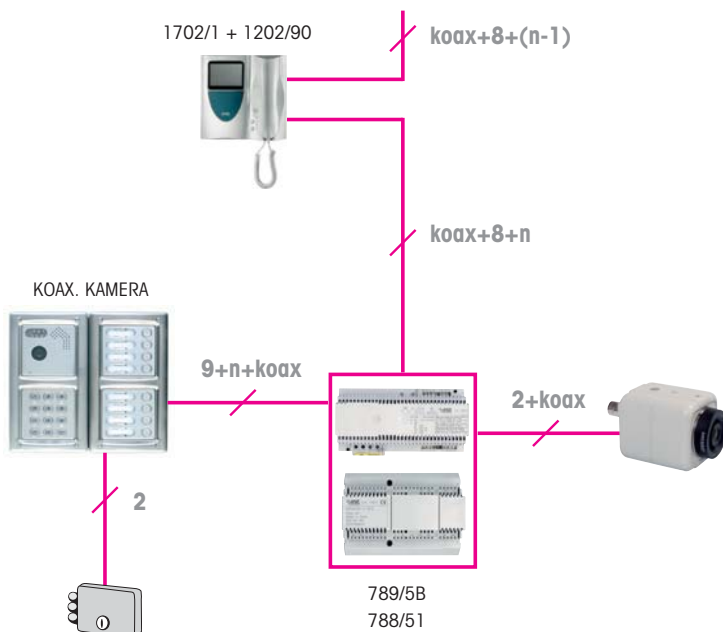 1702/1 + 1202/90
koax+8+(n-1)
koax+8+n
KOAX. KAMERA
9+n+koax
2+koax
2
789/5B
788/51